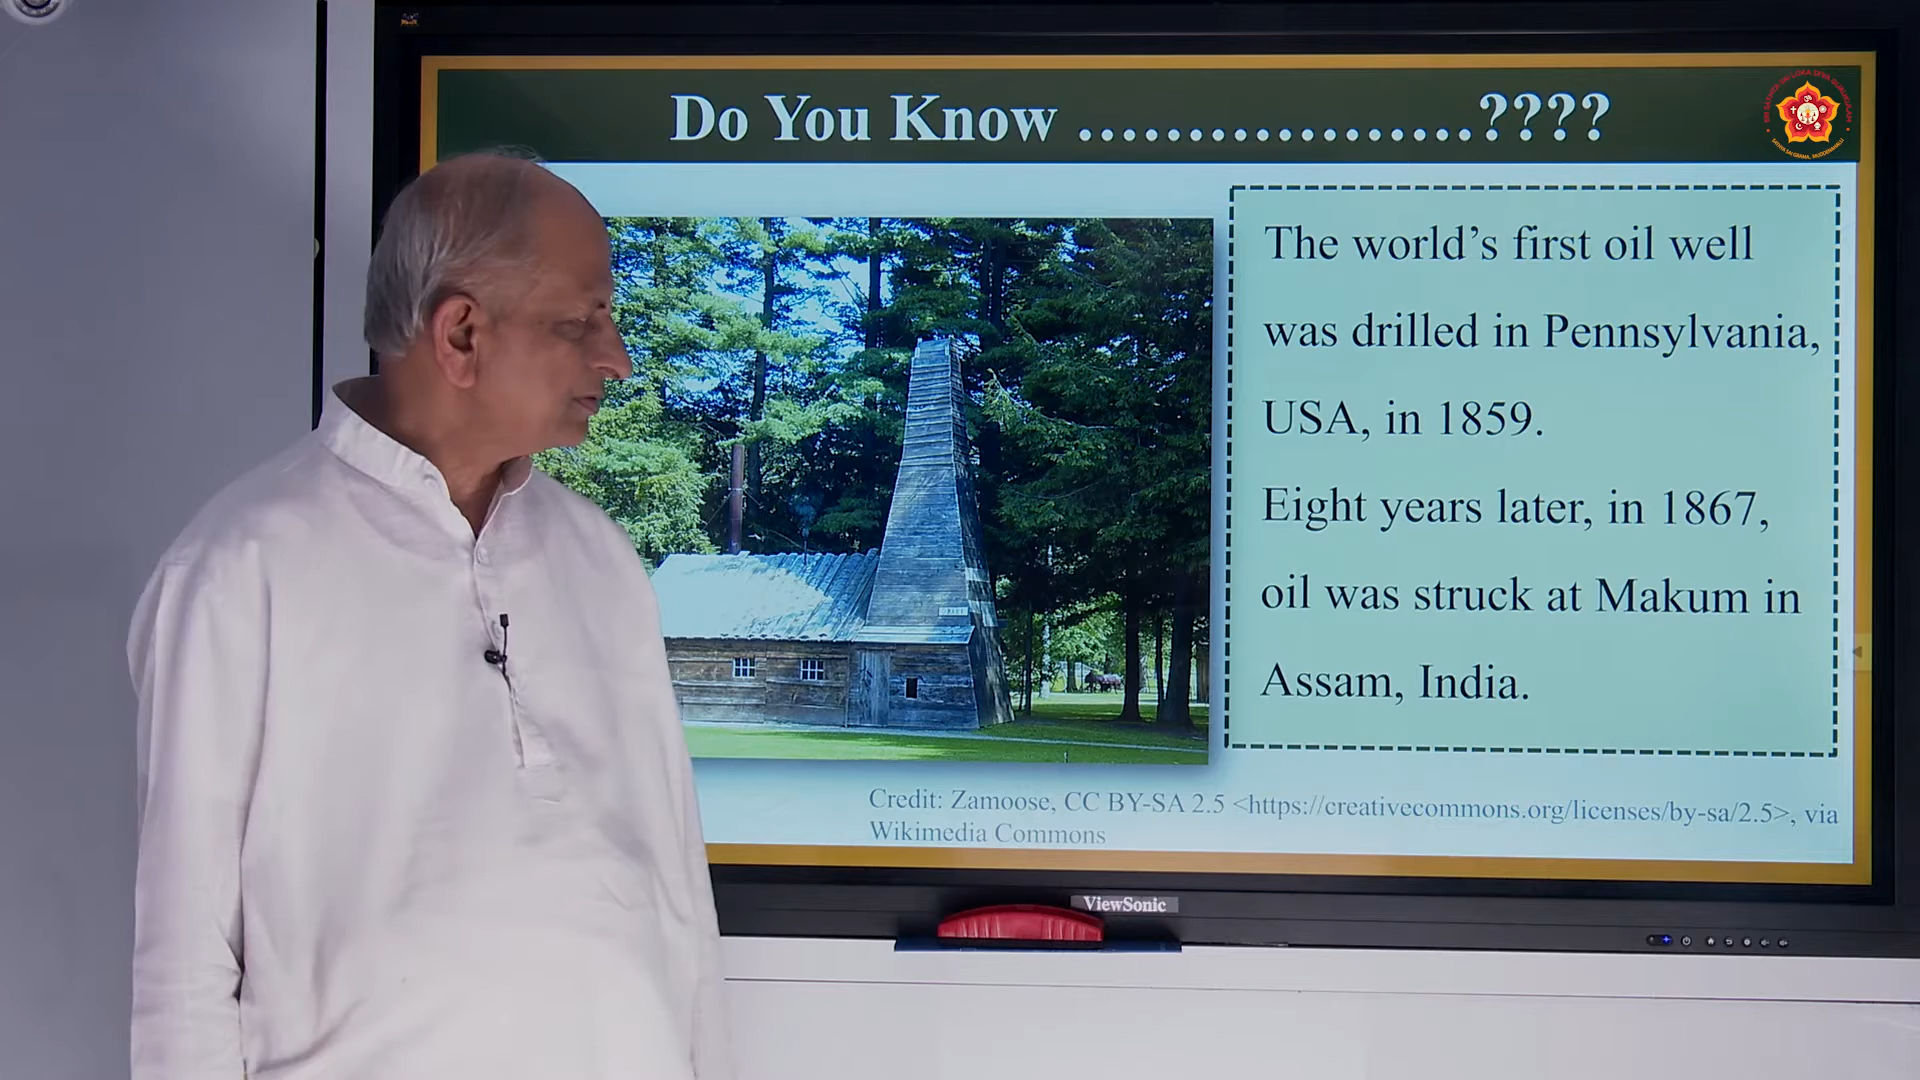 Do You Know ..................????
The world’s first oil well
was drilled in Pennsylvania,
USA, in 1859.
Eight years later, in 1867,
oil was struck at Makum in
Assam, India.
Credit: Zamoose, CC BY-SA 2.5 <https://creativecommons.org/licenses/by-sa/2.5>, via
Wikimedia Commons
ViewSonic